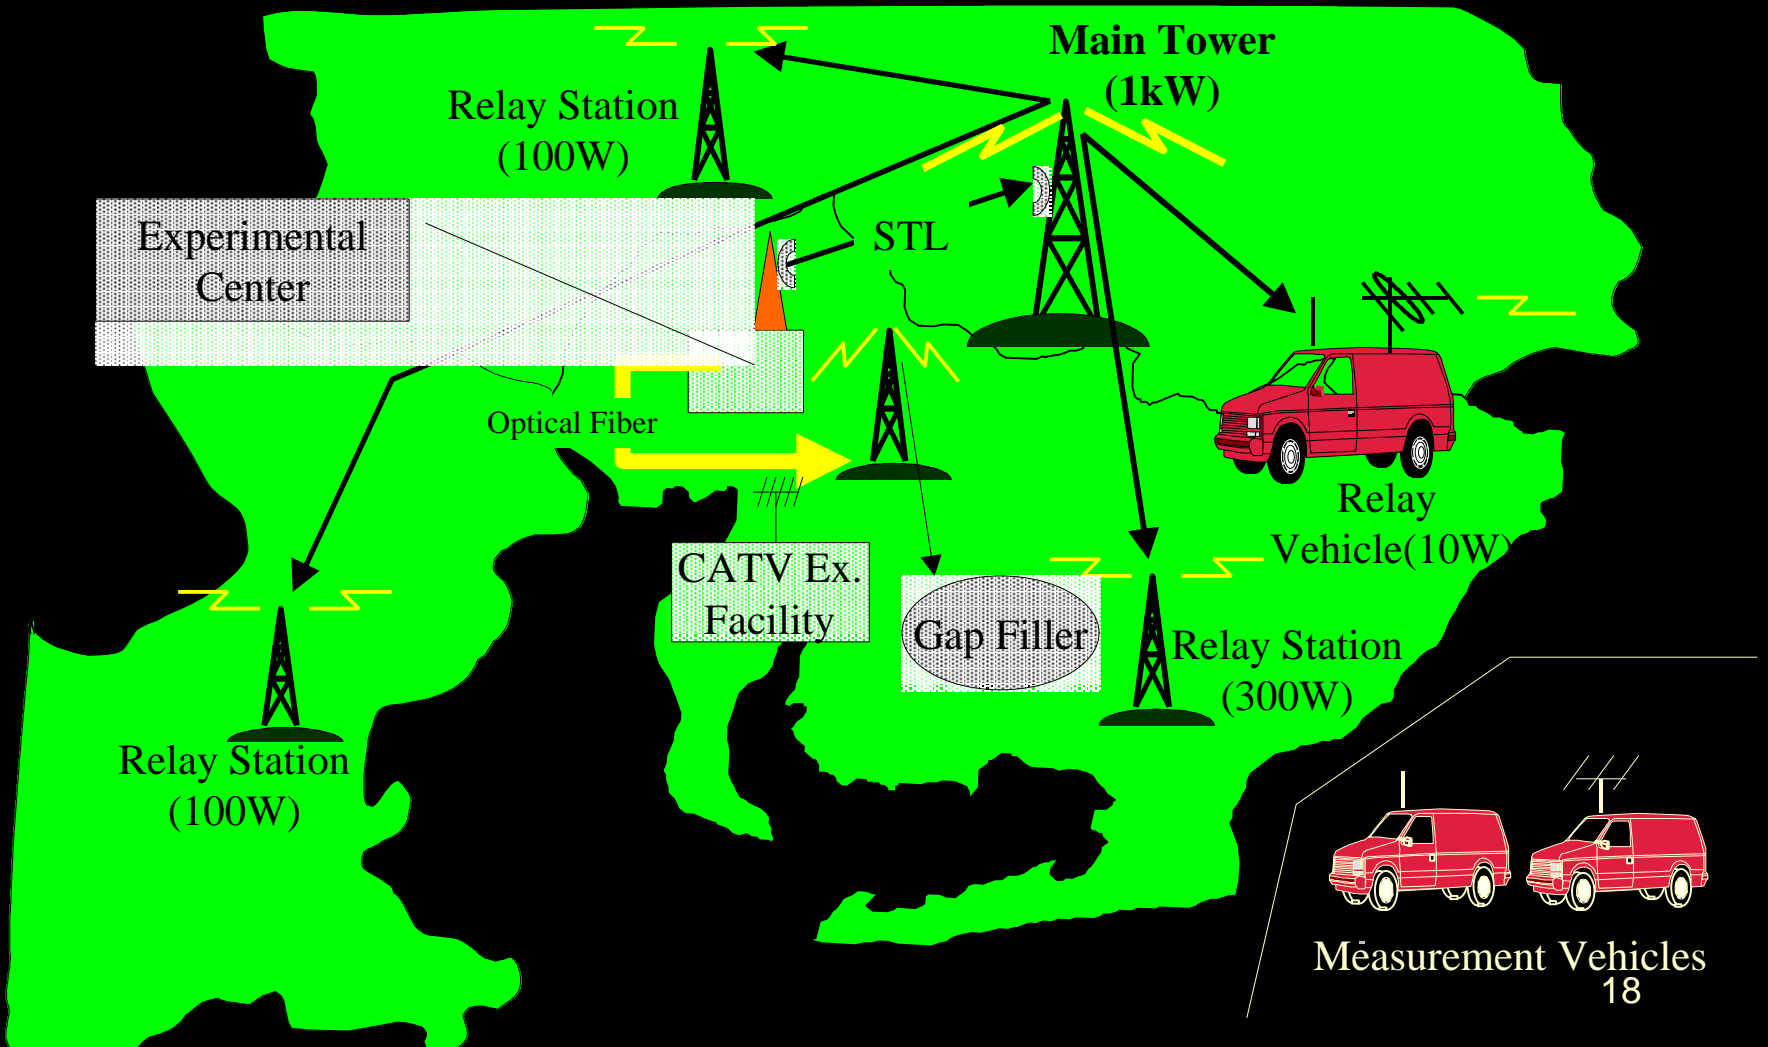 Main Tower
(1kW)
Relay Station
(100W)
Experimental
Center
STL
Optical Fiber
Relay
Vehicle(10W)
CATV Ex.
Facility
Gap Filler
Relay Station
(300W)
Relay Station
(100W)
Measurement Vehicles
18